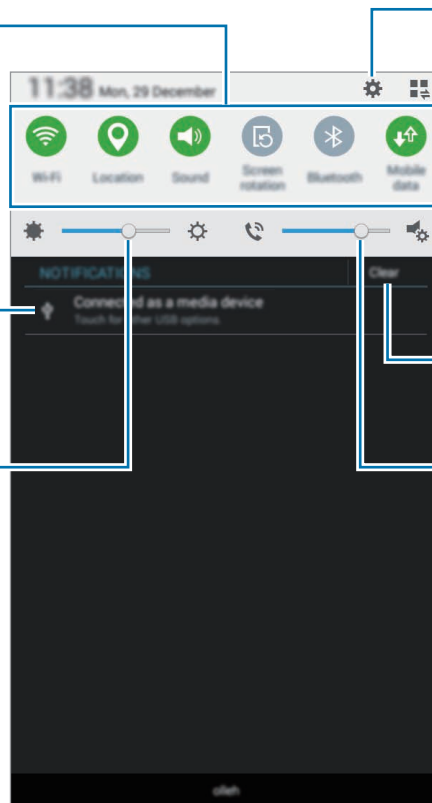 11:38 Mon, 29 December
Wi-Fi
Location
Sound
Screen
rotation
Bluetooth
Mobile
data
NOTIFICATIONS
Clear
Connected as a media device
Touch for other USB options.
olleh